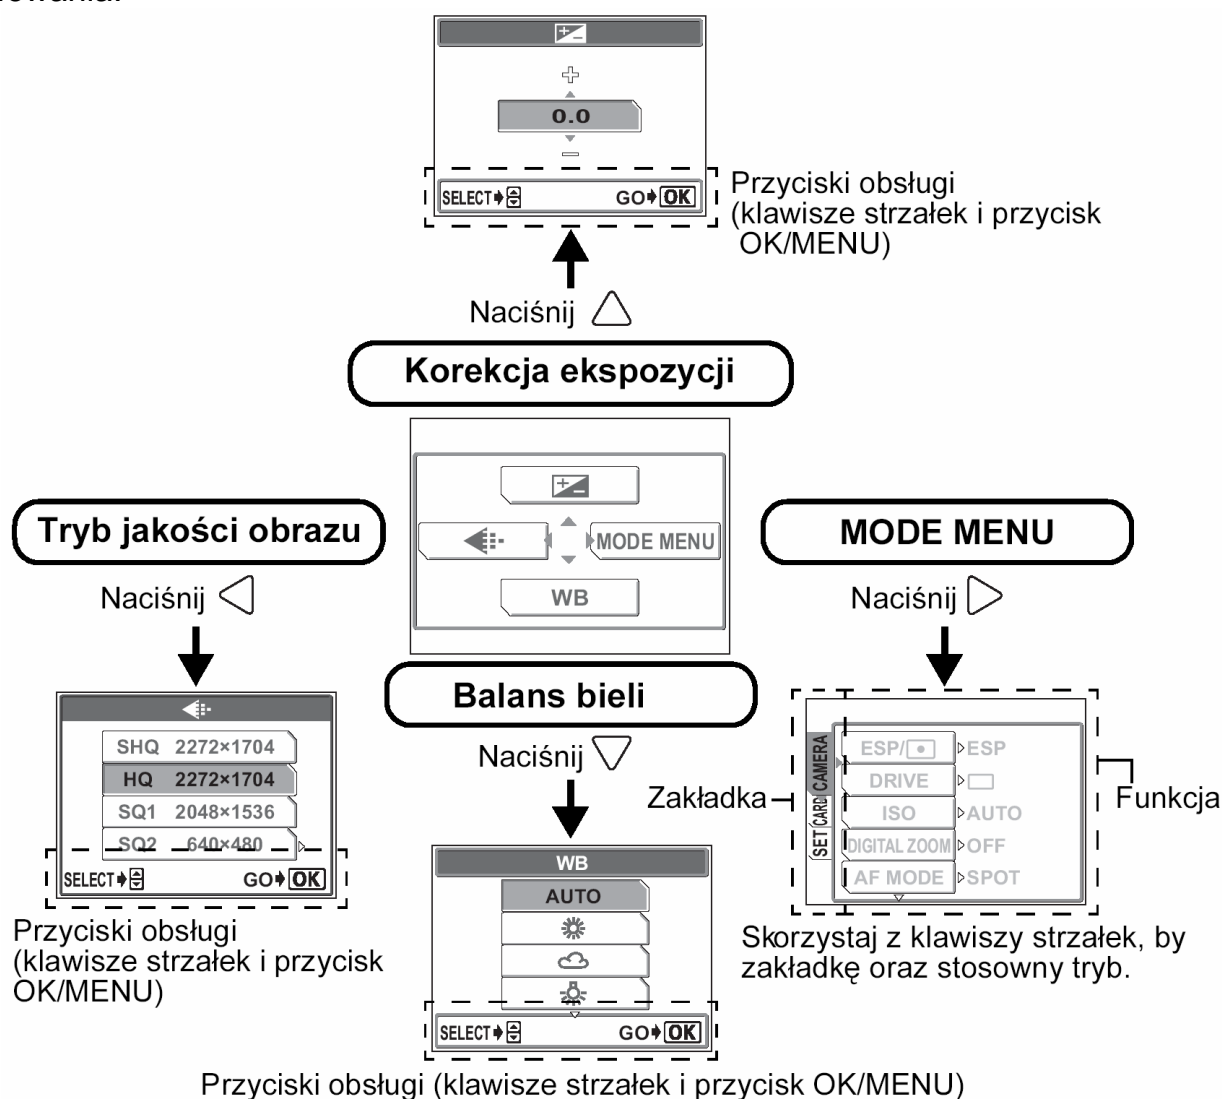 0.0
SELECT GO OK
Przyciski obsługi
(klawisze strzałek i przycisk
OK/MENU)
Naciśnij
Korekcja ekspozycji
Tryb jakości obrazu
MODE MENU
WB
MODE MENU
Naciśnij
Naciśnij
Balans bieli
Naciśnij
SHQ 2272×1704
HQ 2272×1704
SQ1 2048×1536
SQ2 640×480
SELECT GO OK
Przyciski obsługi
(klawisze strzałek i przycisk
OK/MENU)
WB
AUTO
SELECT GO OK
Przyciski obsługi (klawisze strzałek i przycisk OK/MENU)
Zakładka
CAMERA
CARD
SET
ESP/ ESP
DRIVE
ISO AUTO
DIGITAL ZOOM OFF
AF MODE SPOT
Funkcja
Skorzystaj z klawiszy strzałek, by
zakładkę oraz stosowny tryb.